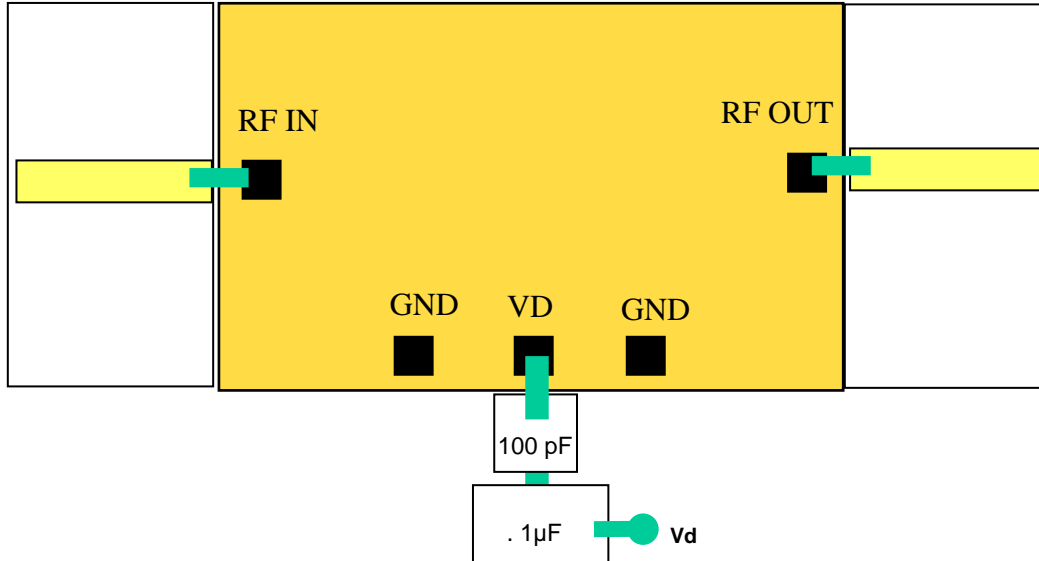 RF IN
RF OUT
GND
VD
GND
100 pF
. 1µF
Vd